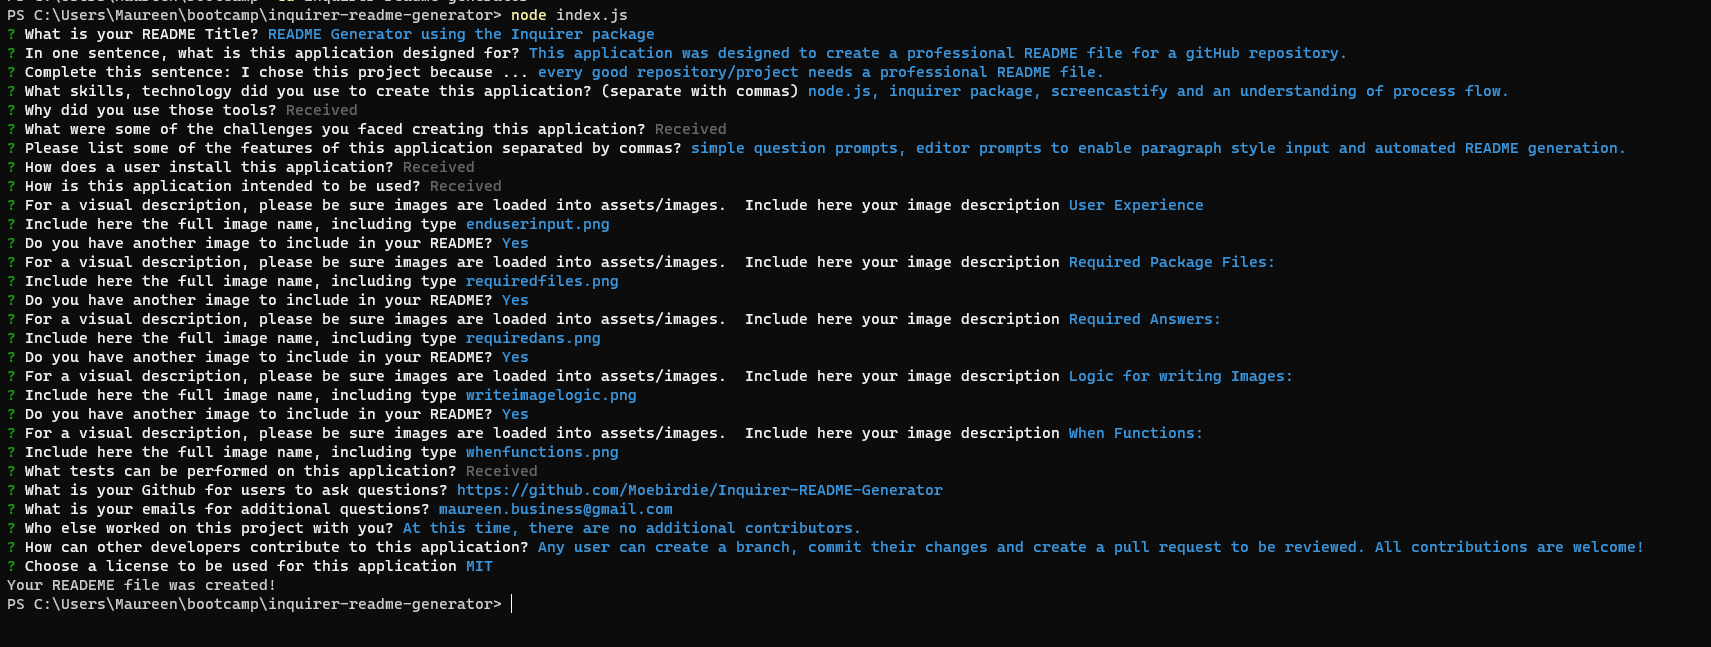 PS C:\Users\Maureen\bootcamp\inquirer-readme-generator> node index.js
? What is your README Title? README Generator using the Inquirer package
? In one sentence, what is this application designed for? This application was designed to create a professional README file for a gitHub repository.
? Complete this sentence: I chose this project because ... every good repository/project needs a professional README file.
? What skills, technology did you use to create this application? (separate with commas) node.js, inquirer package, screencastify and an understanding of process flow.
? Why did you use those tools? Received
? What were some of the challenges you faced creating this application? Received
? Please list some of the features of this application separated by commas? simple question prompts, editor prompts to enable paragraph style input and automated README generation.
? How does a user install this application? Received
? How is this application intended to be used? Received
? For a visual description, please be sure images are loaded into assets/images.  Include here your image description User Experience
? Include here the full image name, including type enduserinput.png
? Do you have another image to include in your README? Yes
? For a visual description, please be sure images are loaded into assets/images.  Include here your image description Required Package Files:
? Include here the full image name, including type requiredfiles.png
? Do you have another image to include in your README? Yes
? For a visual description, please be sure images are loaded into assets/images.  Include here your image description Required Answers:
? Include here the full image name, including type requiredans.png
? Do you have another image to include in your README? Yes
? For a visual description, please be sure images are loaded into assets/images.  Include here your image description Logic for writing Images:
? Include here the full image name, including type writeimagelogic.png
? Do you have another image to include in your README? Yes
? For a visual description, please be sure images are loaded into assets/images.  Include here your image description When Functions:
? Include here the full image name, including type whenfunctions.png
? What tests can be performed on this application? Received
? What is your Github for users to ask questions? https://github.com/Moebirdie/Inquirer-README-Generator
? What is your emails for additional questions? maureen.business@gmail.com
? Who else worked on this project with you? At this time, there are no additional contributors.
? How can other developers contribute to this application? Any user can create a branch, commit their changes and create a pull request to be reviewed. All contributions are welcome!
? Choose a license to be used for this application MIT
Your READEME file was created!
PS C:\Users\Maureen\bootcamp\inquirer-readme-generator>